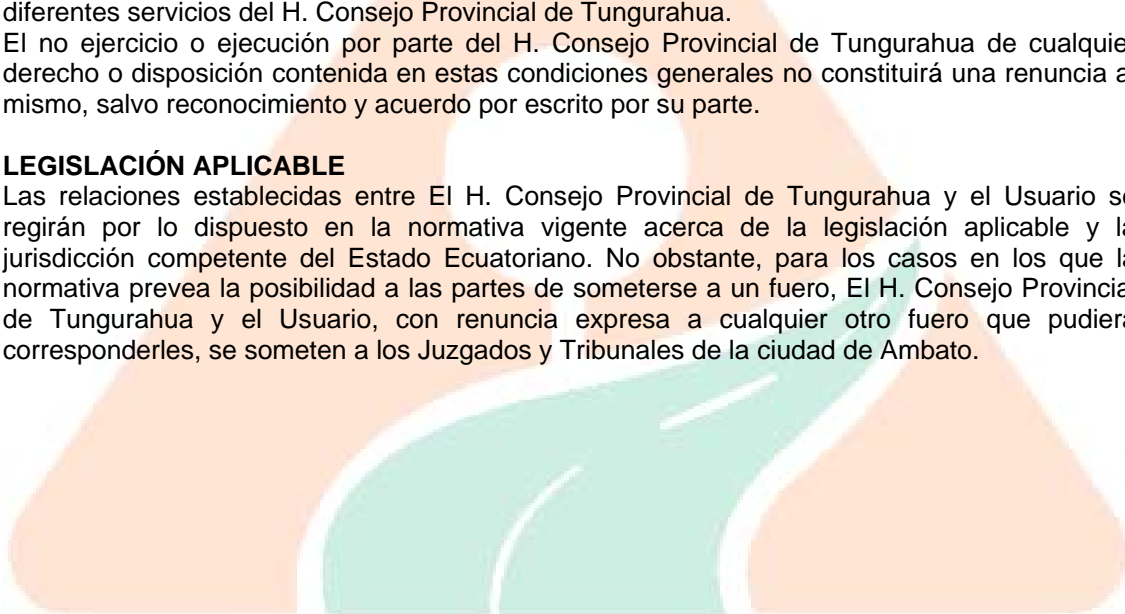 diferentes servicios del H. Consejo Provincial de Tungurahua.
El no ejercicio o ejecución por parte del H. Consejo Provincial de Tungurahua de cualquie
derecho o disposición contenida en estas condiciones generales no constituirá una renuncia a
mismo, salvo reconocimiento y acuerdo por escrito por su parte.
LEGISLACIÓN APLICABLE
Las relaciones establecidas entre El H. Consejo Provincial de Tungurahua y el Usuario s
regirán por lo dispuesto en la normativa vigente acerca de la legislación aplicable y l
jurisdicción competente del Estado Ecuatoriano. No obstante, para los casos en los que l
normativa prevea la posibilidad a las partes de someterse a un fuero, El H. Consejo Provincia
de Tungurahua y el Usuario, con renuncia expresa a cualquier otro fuero que pudier
corresponderles, se someten a los Juzgados y Tribunales de la ciudad de Ambato.